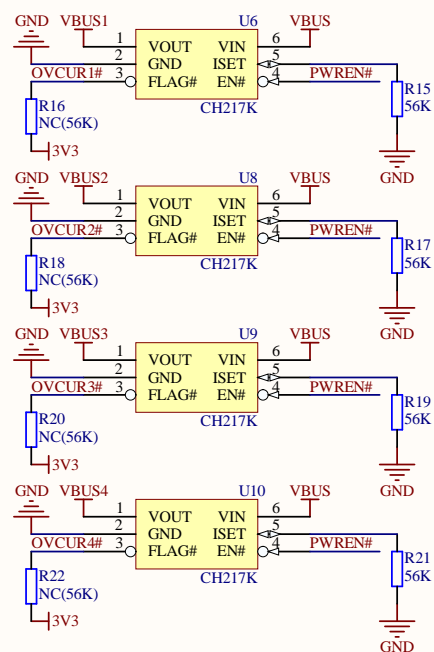 GND VBUS1 U6 VBUS
1 VOUT VIN 6
2 GND ISET 5
OVCUR1# 3 FLAG# EN# 4 PWREN#
R16 R15
NC(56K) CH217K 56K
3V3 GND
GND VBUS2 U8 VBUS
1 VOUT VIN 6
2 GND ISET 5
OVCUR2# 3 FLAG# EN# 4 PWREN#
R18 R17
NC(56K) CH217K 56K
3V3 GND
GND VBUS3 U9 VBUS
1 VOUT VIN 6
2 GND ISET 5
OVCUR3# 3 FLAG# EN# 4 PWREN#
R20 R19
NC(56K) CH217K 56K
3V3 GND
GND VBUS4 U10 VBUS
1 VOUT VIN 6
2 GND ISET 5
OVCUR4# 3 FLAG# EN# 4 PWREN#
R22 R21
NC(56K) CH217K 56K
3V3 GND